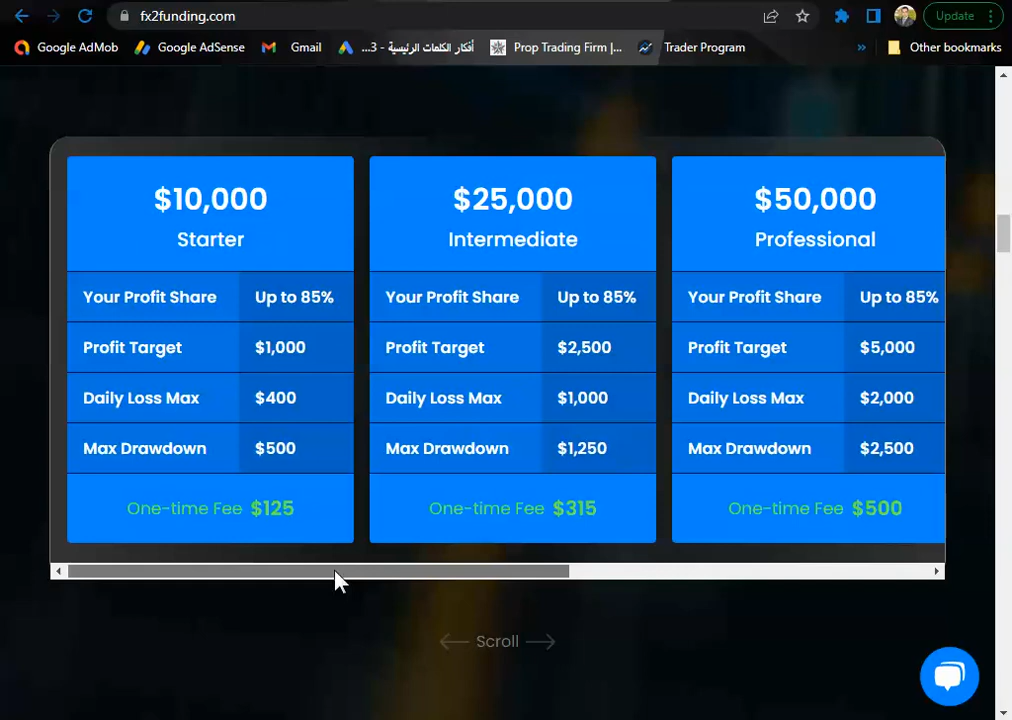 fx2funding.com
Update
Google AdMob
Google AdSense
Gmail
أفكار الكلمات الرئيسية - 3...
Prop Trading Firm |...
Trader Program
»
Other bookmarks
$10,000
Starter
Your Profit Share Up to 85%
Profit Target $1,000
Daily Loss Max $400
Max Drawdown $500
One-time Fee $125
$25,000
Intermediate
Your Profit Share Up to 85%
Profit Target $2,500
Daily Loss Max $1,000
Max Drawdown $1,250
One-time Fee $315
$50,000
Professional
Your Profit Share Up to 85%
Profit Target $5,000
Daily Loss Max $2,000
Max Drawdown $2,500
One-time Fee $500
Scroll